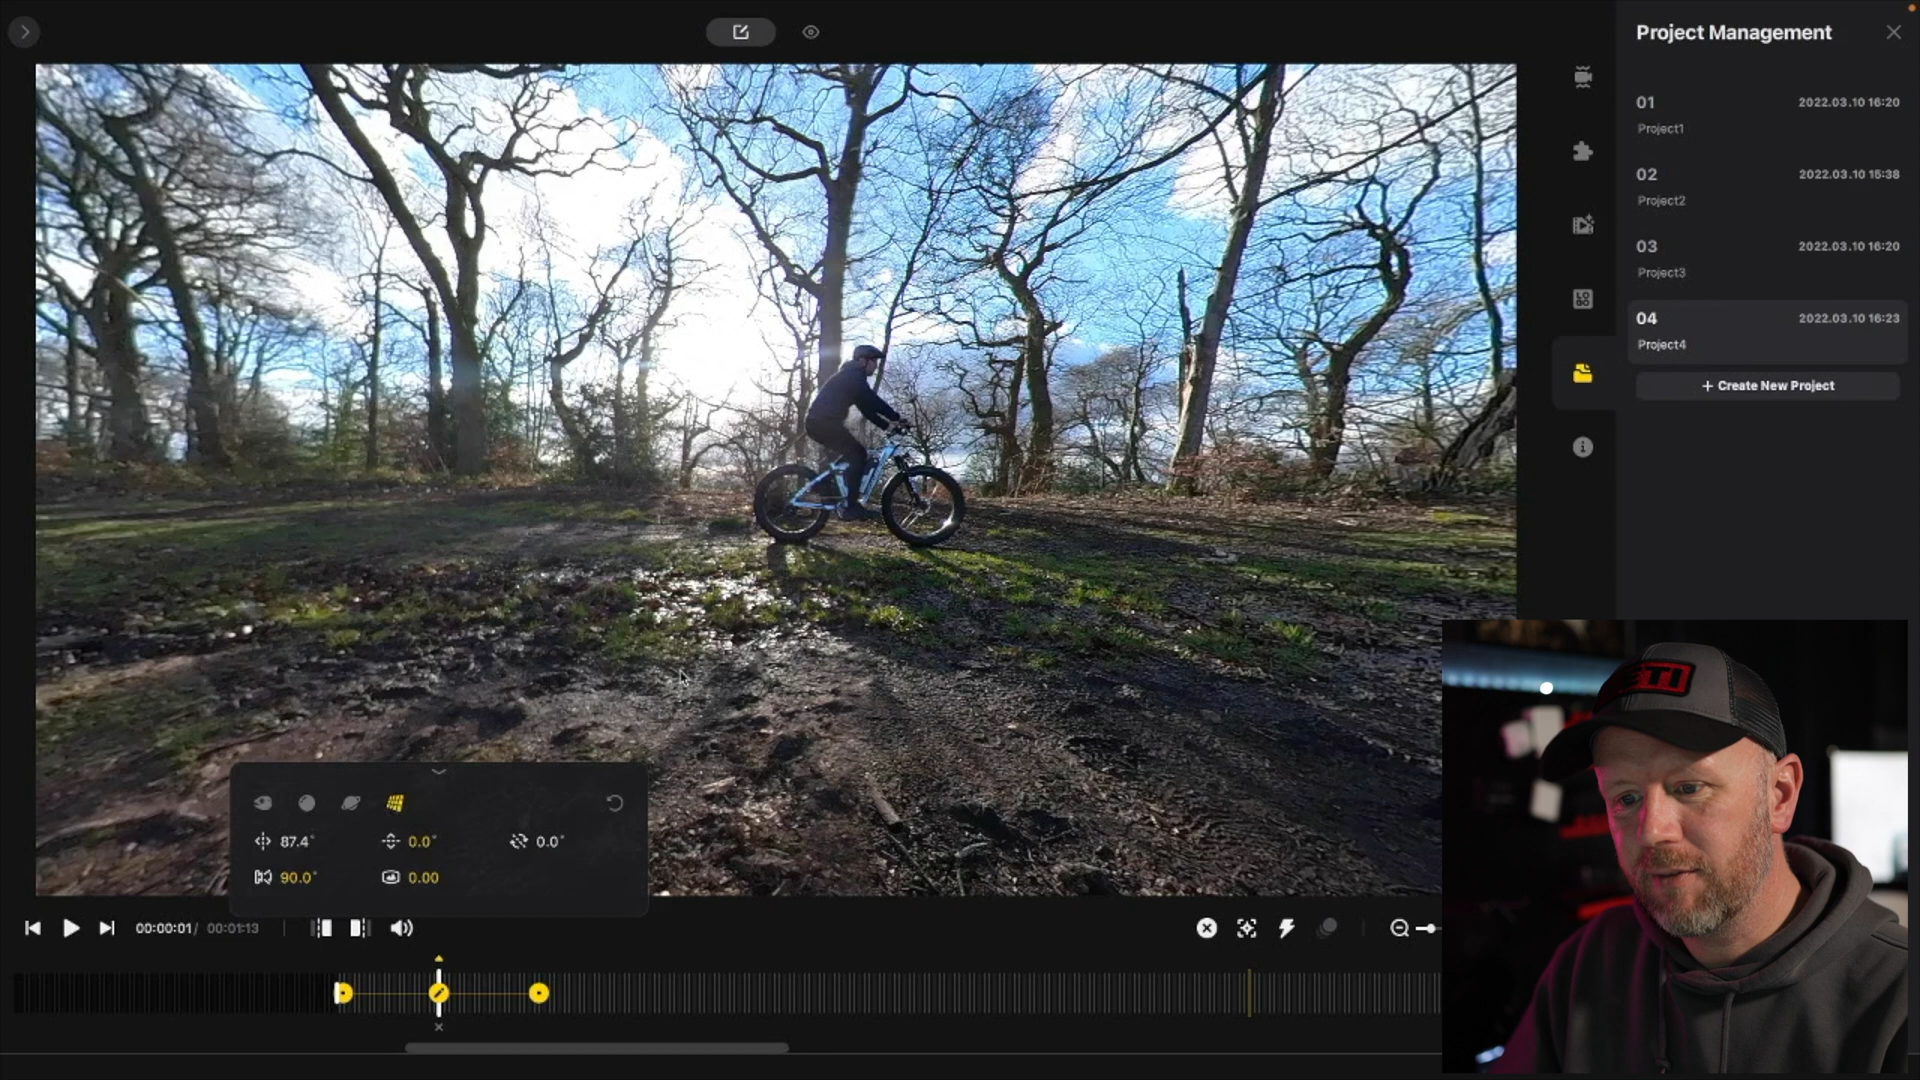 Project Management
01 2022.03.10 16:20
Project1
02 2022.03.10 15:38
Project2
03 2022.03.10 16:20
Project3
04 2022.03.10 16:23
Project4
+ Create New Project
87.4° 0.0° 0.0°
90.0° 0.00
00:00:01/ 00:01:13